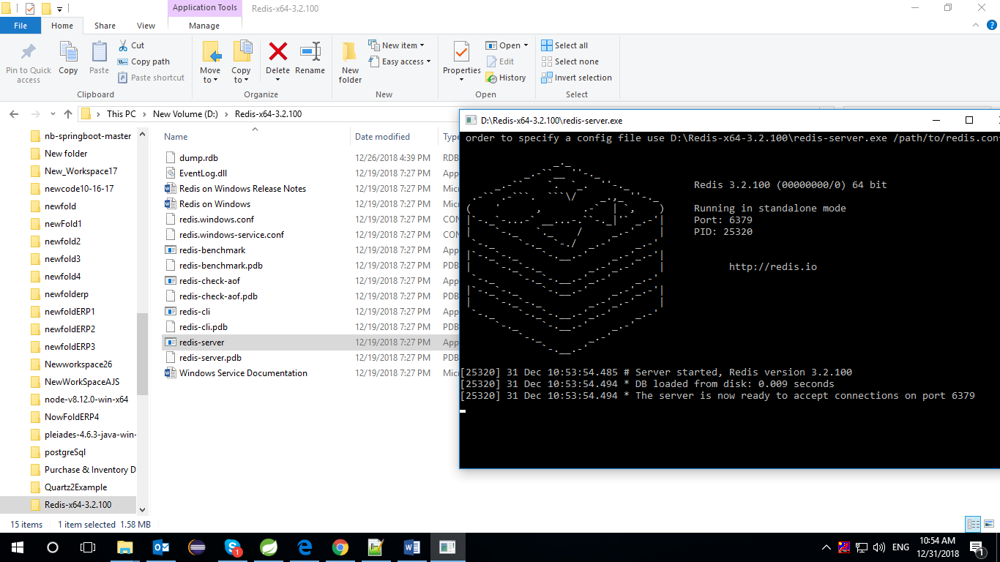 Application Tools
Redis-x64-3.2.100
File
Home
Share
View
Manage
Pin to Quick access
Copy
Paste
Cut
Copy path
Paste shortcut
Clipboard
Move to
Copy to
Delete
Rename
Organize
New folder
New item
Easy access
New
Properties
Open
Edit
History
Open
Select all
Select none
Invert selection
Select
This PC
New Volume (D:)
Redis-x64-3.2.100
nb-springboot-master
New folder
New_Workspace17
newcode10-16-17
newfold
newFold1
newfold2
newfold3
newfold4
newfolderp
newfoldERP1
newfoldERP2
newfoldERP3
Newworkspace26
NewWorkSpaceAJS
node-v8.12.0-win-x64
NowFoldERP4
pleiades-4.6.3-java-win-
postgreSql
Purchase & Inventory D
Quartz2Example
Redis-x64-3.2.100
Name Date modified Type
dump.rdb 12/26/2018 4:39 PM RDB
EventLog.dll 12/19/2018 7:27 PM App
Redis on Windows Release Notes 12/19/2018 7:27 PM Micr
Redis on Windows 12/19/2018 7:27 PM Micr
redis.windows.conf 12/19/2018 7:27 PM CON
redis.windows-service.conf 12/19/2018 7:27 PM CON
redis-benchmark 12/19/2018 7:27 PM App
redis-benchmark.pdb 12/19/2018 7:27 PM PDB
redis-check-aof 12/19/2018 7:27 PM App
redis-check-aof.pdb 12/19/2018 7:27 PM PDB
redis-cli 12/19/2018 7:27 PM App
redis-cli.pdb 12/19/2018 7:27 PM PDB
redis-server 12/19/2018 7:27 PM App
redis-server.pdb 12/19/2018 7:27 PM PDB
Windows Service Documentation 12/19/2018 7:27 PM Micr
D:\Redis-x64-3.2.100\redis-server.exe
order to specify a config file use D:\Redis-x64-3.2.100\redis-server.exe /path/to/redis.conf
Redis 3.2.100 (00000000/0) 64 bit
Running in standalone mode
Port: 6379
PID: 25320
http://redis.io
[25320] 31 Dec 10:53:54.485 # Server started, Redis version 3.2.100
[25320] 31 Dec 10:53:54.494 * DB loaded from disk: 0.009 seconds
[25320] 31 Dec 10:53:54.494 * The server is now ready to accept connections on port 6379
15 items 1 item selected 1.58 MB
ENG
10:54 AM
12/31/2018
1
1